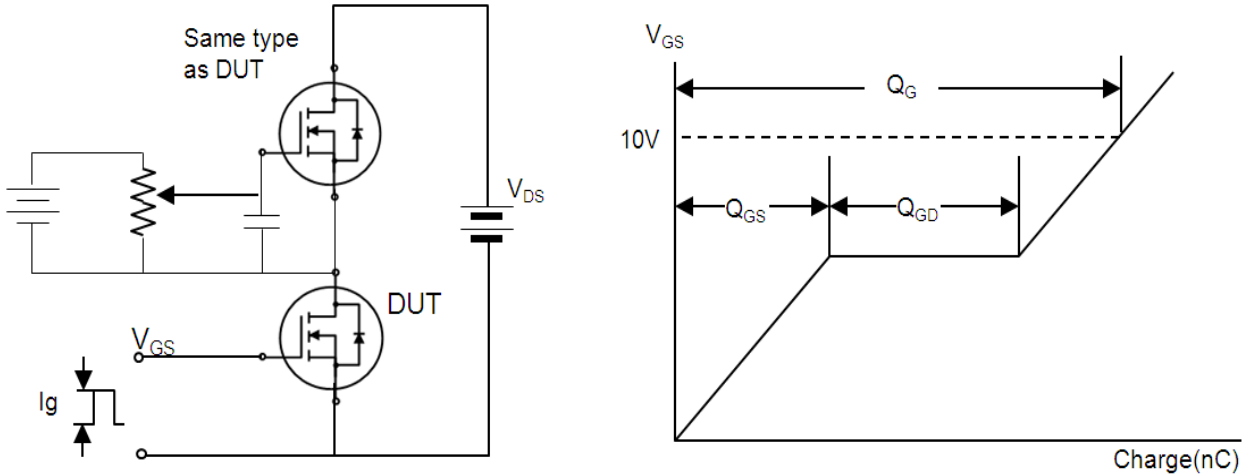 Same type
as DUT
V_DS
DUT
V_GS
Ig
V_GS
Q_G
10V
Q_GS
Q_GD
Charge(nC)